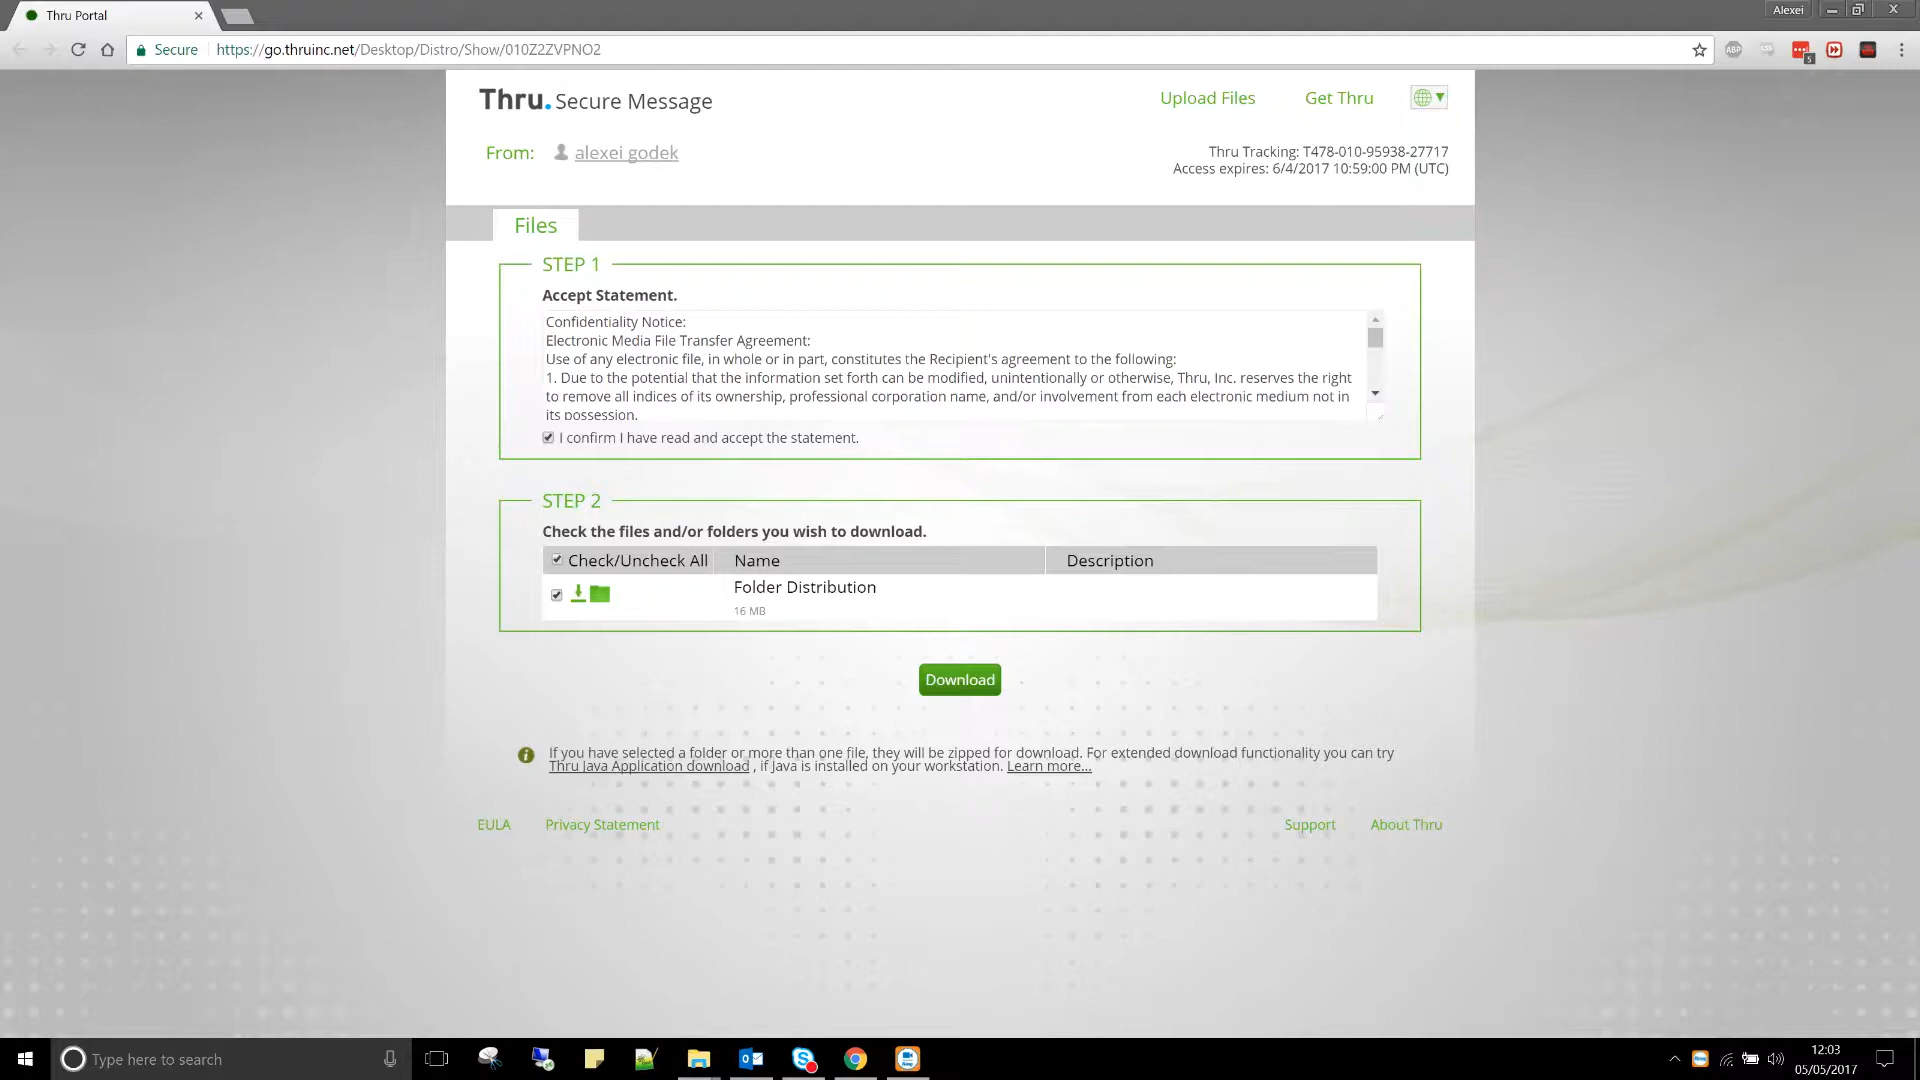 Thru Portal
Alexei
Secure
https://go.thruinc.net/Desktop/Distro/Show/010Z2ZVPNO2
ABP
5
Thru. Secure Message
Upload Files
Get Thru
From: alexei godek
Thru Tracking: T478-010-95938-27717
Access expires: 6/4/2017 10:59:00 PM (UTC)
Files
STEP 1
Accept Statement.
Confidentiality Notice:
Electronic Media File Transfer Agreement:
Use of any electronic file, in whole or in part, constitutes the Recipient's agreement to the following:
1. Due to the potential that the information set forth can be modified, unintentionally or otherwise, Thru, Inc. reserves the right
to remove all indices of its ownership, professional corporation name, and/or involvement from each electronic medium not in
its possession.
I confirm I have read and accept the statement.
STEP 2
Check the files and/or folders you wish to download.
Check/Uncheck All
Name
Description
Folder Distribution
16 MB
Download
If you have selected a folder or more than one file, they will be zipped for download. For extended download functionality you can try
Thru Java Application download , if Java is installed on your workstation. Learn more...
EULA
Privacy Statement
Support
About Thru
Type here to search
12:03
05/05/2017